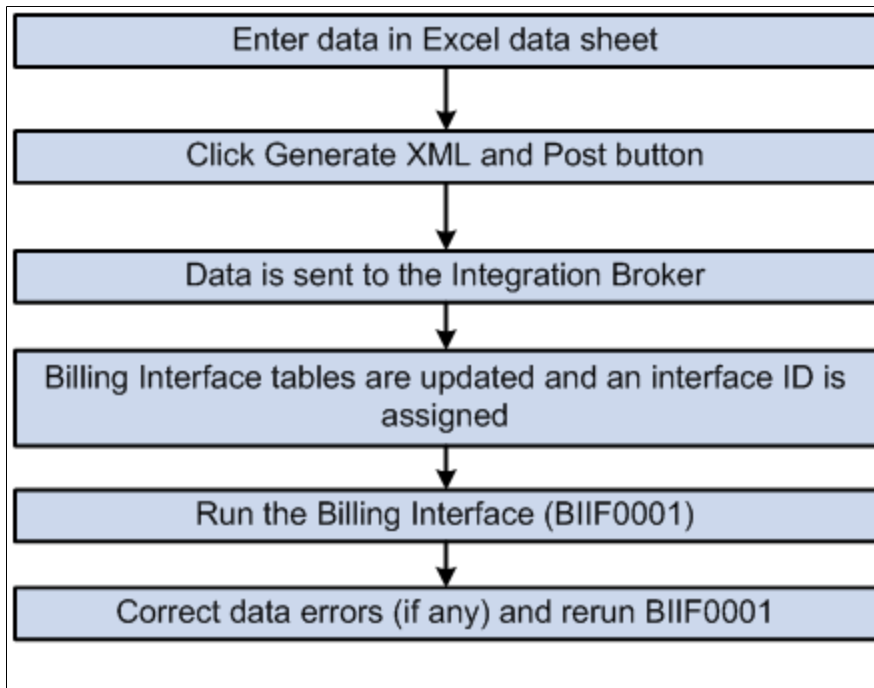 Enter data in Excel data sheet
Click Generate XML and Post button
Data is sent to the Integration Broker
Billing Interface tables are updated and an interface ID is
assigned
Run the Billing Interface (BIIF0001)
Correct data errors (if any) and rerun BIIF0001